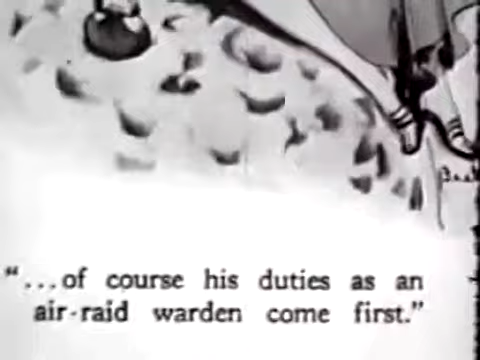 "...of course his duties as an
air-raid warden come first."